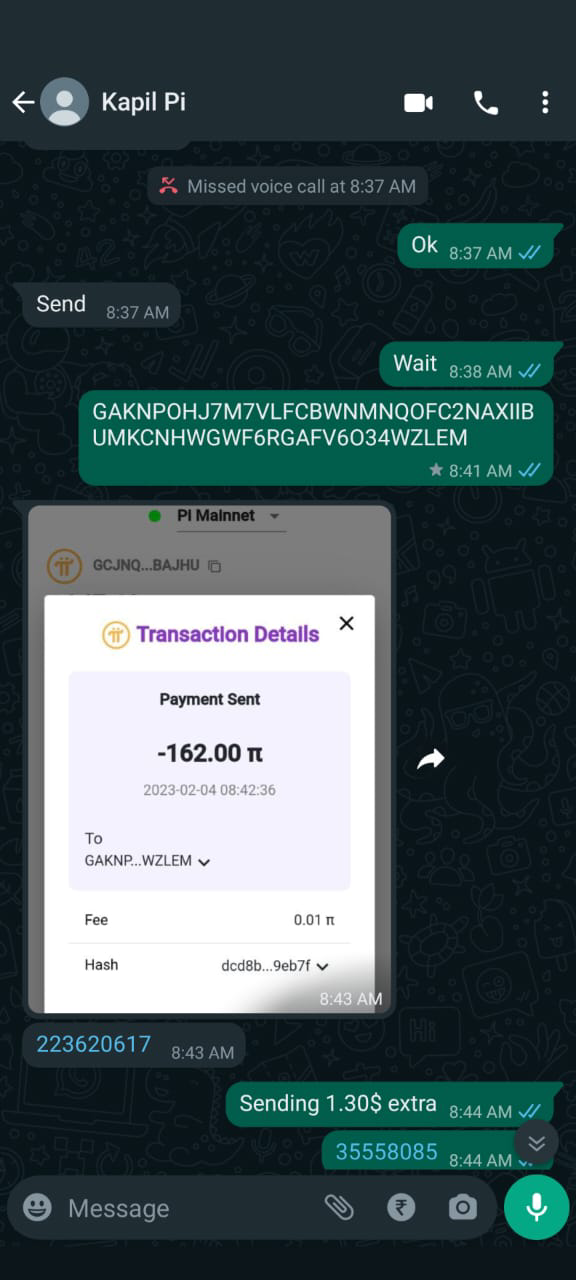 Kapil Pi
Missed voice call at 8:37 AM
Ok 8:37 AM
Send 8:37 AM
Wait 8:38 AM
GAKNPOHJ7M7VLFCBWNMNQOFC2NAXIIB
UMKCNHWGWF6RGAFV6O34WZLEM
8:41 AM
Pi Mainnet
GCJNQ...BAJHU
Transaction Details
Payment Sent
-162.00 π
2023-02-04 08:42:36
To
GAKNP...WZLEM
Fee 0.01 π
Hash dcd8b...9eb7f
8:43 AM
223620617 8:43 AM
Sending 1.30$ extra 8:44 AM
35558085 8:44 AM
Message